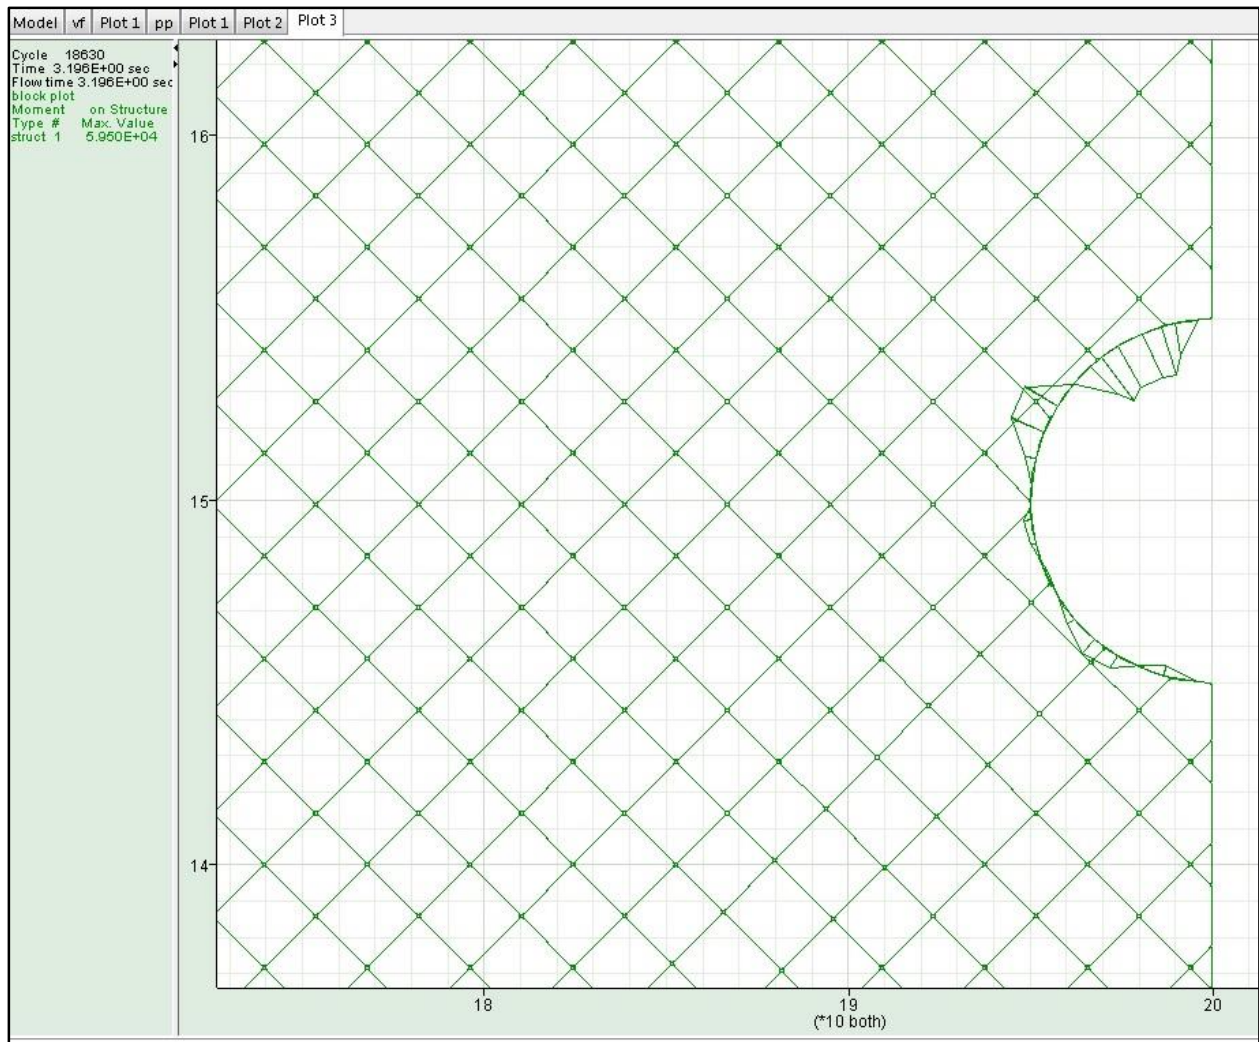 Model vf Plot 1 pp Plot 1 Plot 2 Plot 3
Cycle 18630
Time 3.196E+00 sec
Flow time 3.196E+00 sec
block plot
Moment on Structure
Type # Max. Value
struct 1 5.950E+04
16
15
14
18 19 20
(*10 both)